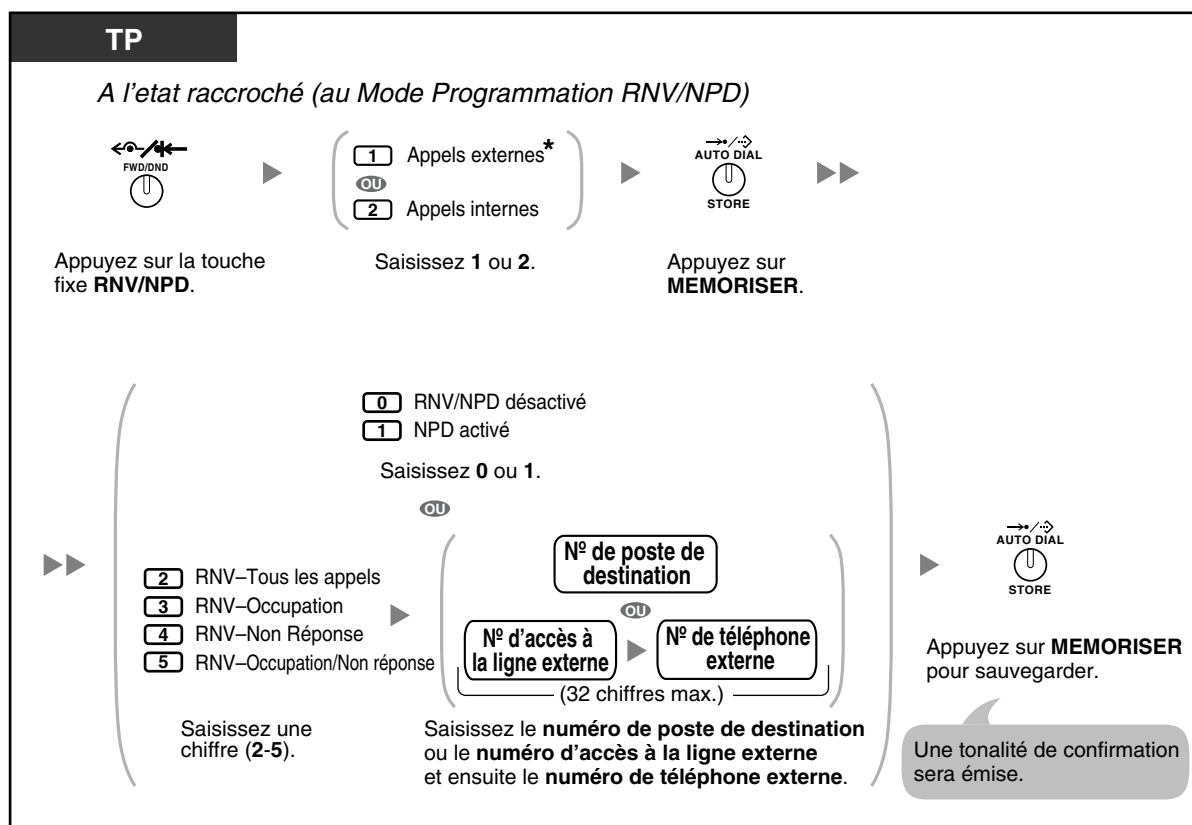 TP
A l'etat raccroché (au Mode Programmation RNV/NPD)
FWD/DND
1 Appels externes*
OU
2 Appels internes
AUTO DIAL
STORE
Appuyez sur la touche
fixe RNV/NPD.
Saisissez 1 ou 2.
Appuyez sur
MEMORISER.
0 RNV/NPD désactivé
1 NPD activé
Saisissez 0 ou 1.
OU
2 RNV–Tous les appels
3 RNV–Occupation
4 RNV–Non Réponse
5 RNV–Occupation/Non réponse
Saisissez une
chiffre (2-5).
Nº de poste de
destination
OU
Nº d'accès à
la ligne externe
Nº de téléphone
externe
(32 chiffres max.)
Saisissez le numéro de poste de destination
ou le numéro d'accès à la ligne externe
et ensuite le numéro de téléphone externe.
AUTO DIAL
STORE
Appuyez sur MEMORISER
pour sauvegarder.
Une tonalité de confirmation
sera émise.